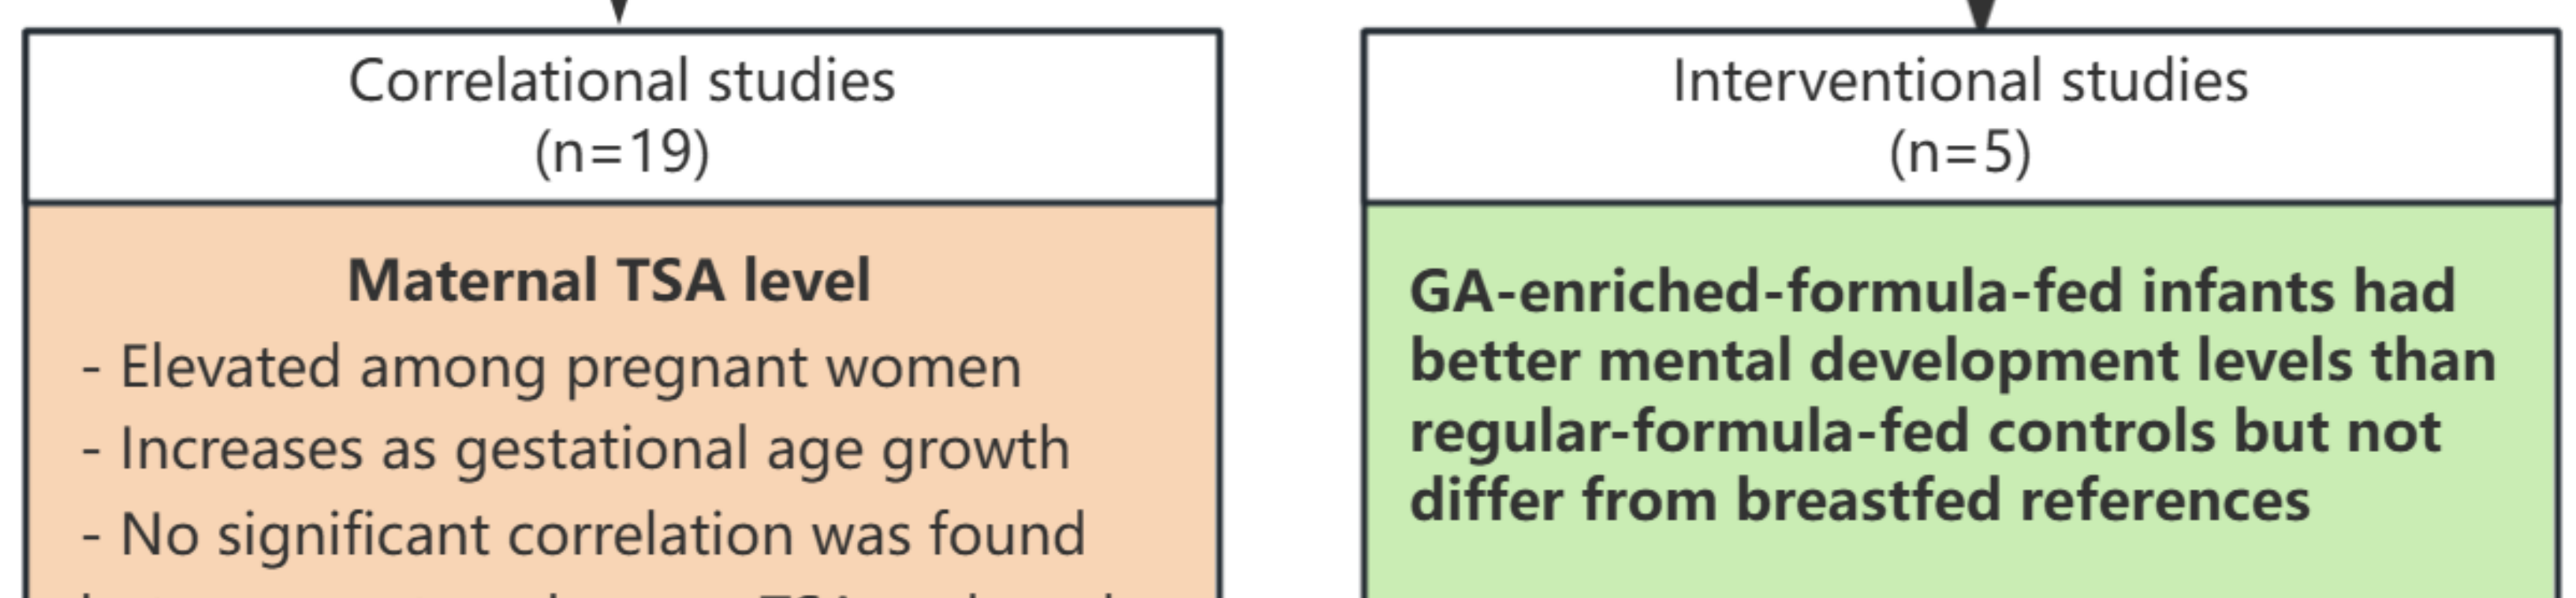 Correlational studies
(n=19)
Maternal TSA level
- Elevated among pregnant women
- Increases as gestational age growth
- No significant correlation was found
Interventional studies
(n=5)
GA-enriched-formula-fed infants had
better mental development levels than
regular-formula-fed controls but not
differ from breastfed references